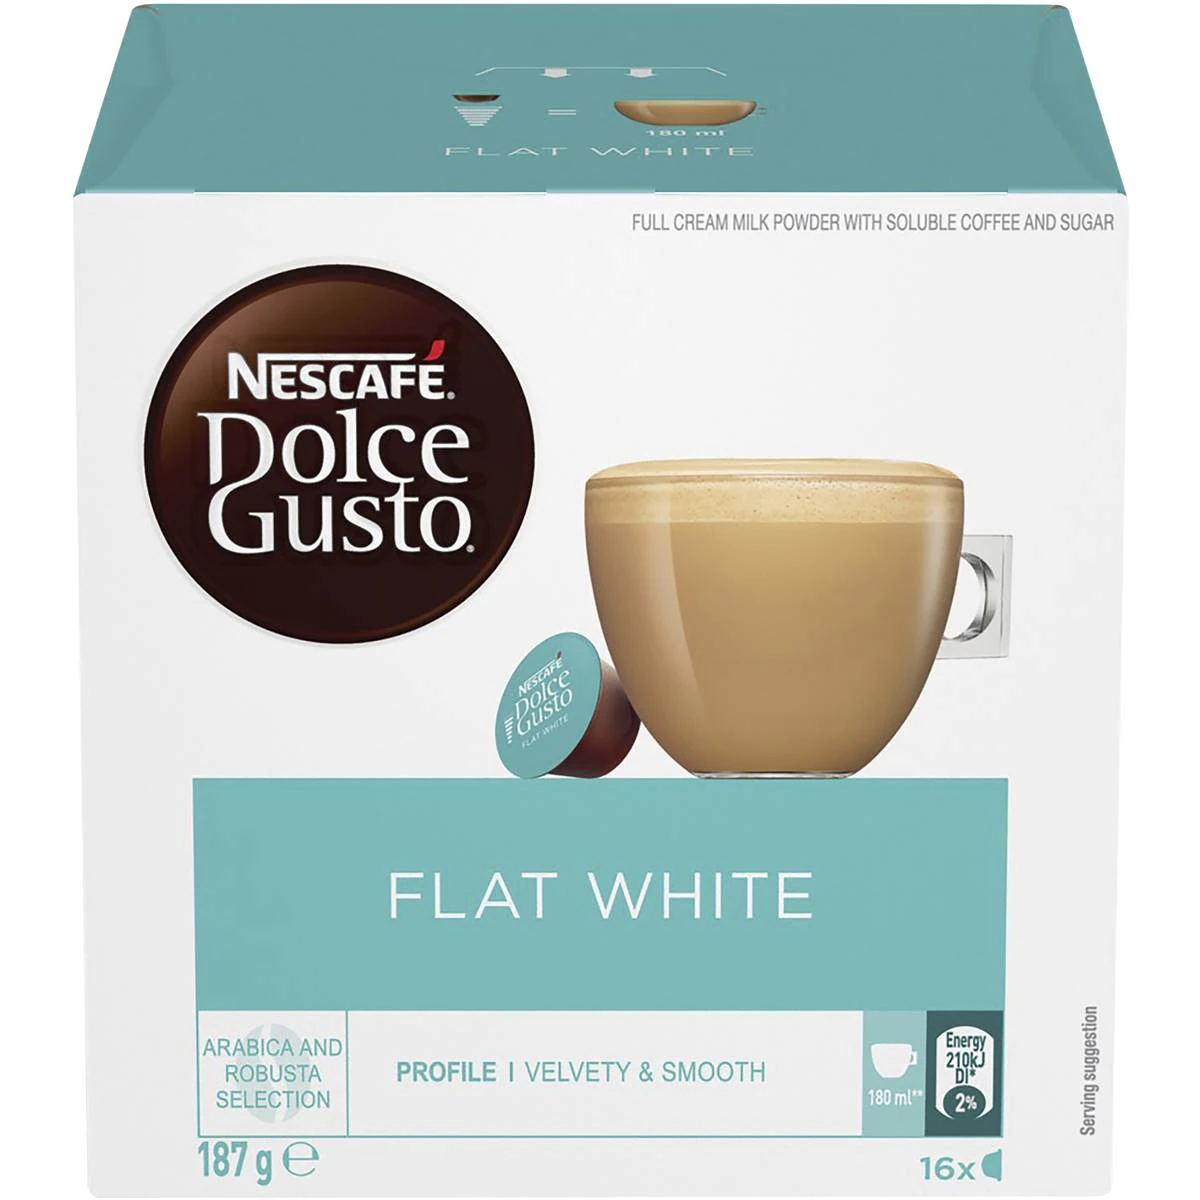 180 ml
FLAT WHITE
FULL CREAM MILK POWDER WITH SOLUBLE COFFEE AND SUGAR
NESCAFÉ®
DOLCE
GUSTO®
NESCAFÉ
DOLCE
GUSTO
FLAT WHITE
FLAT WHITE
ARABICA AND
ROBUSTA
SELECTION
PROFILE | VELVETY & SMOOTH
180 ml**
Energy
210kJ
DI*
2%
Serving suggestion
187 g ℮
16x